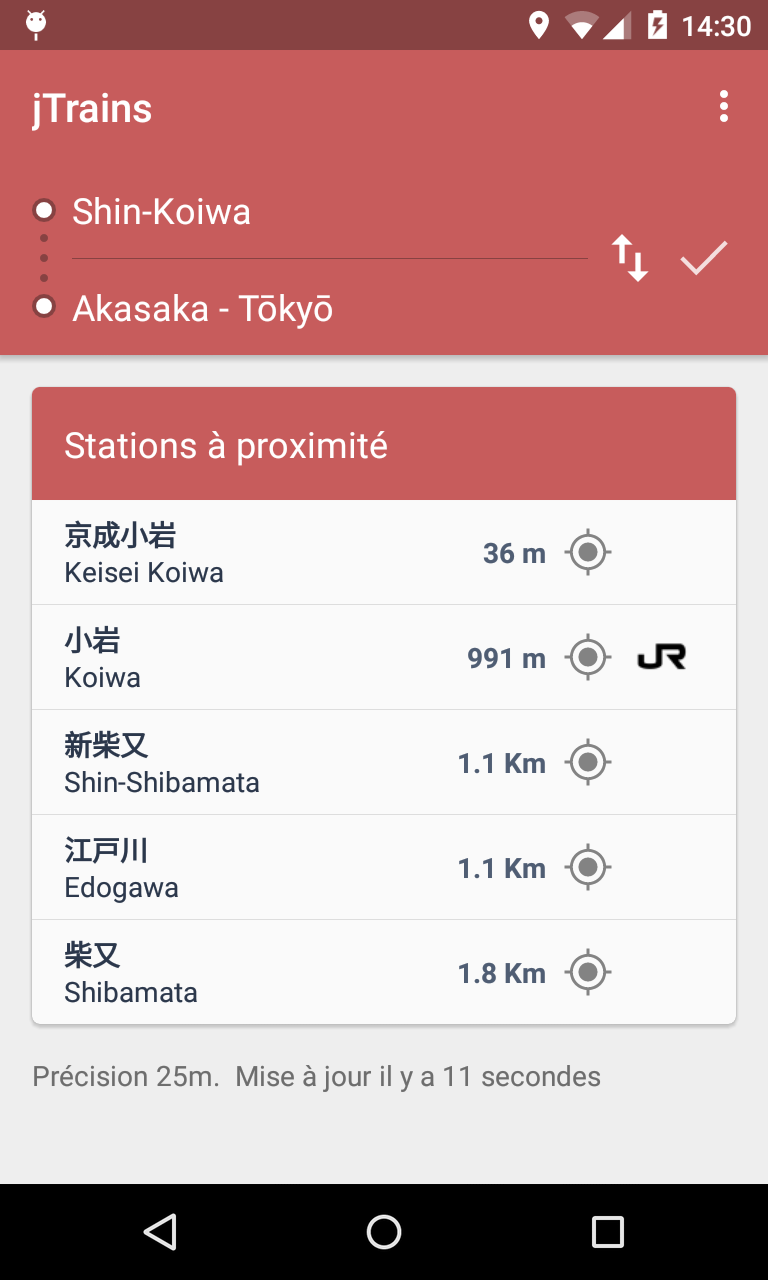 14:30
jTrains
Shin-Koiwa
Akasaka - Tōkyō
Stations à proximité
京成小岩
Keisei Koiwa
36 m
小岩
Koiwa
991 m
JR
新柴又
Shin-Shibamata
1.1 Km
江戸川
Edogawa
1.1 Km
柴又
Shibamata
1.8 Km
Précision 25m.  Mise à jour il y a 11 secondes